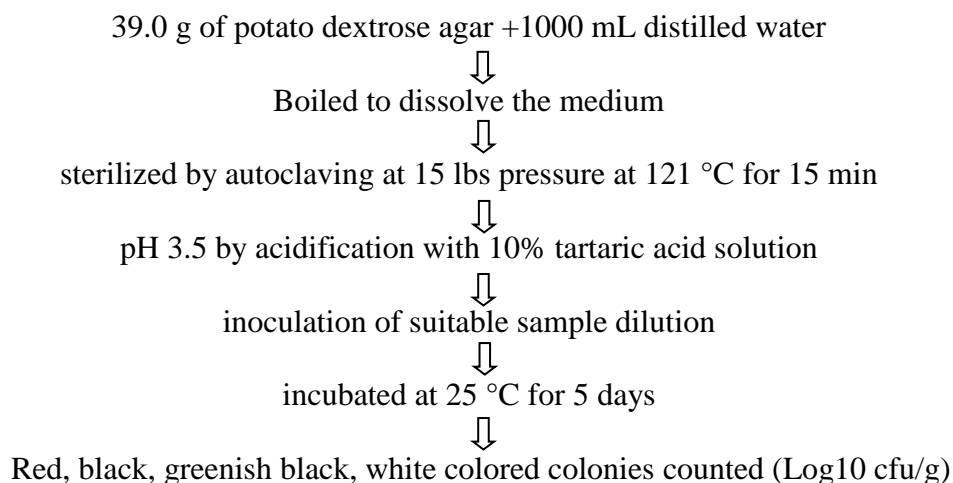 39.0 g of potato dextrose agar +1000 mL distilled water
Boiled to dissolve the medium
sterilized by autoclaving at 15 lbs pressure at 121 °C for 15 min
pH 3.5 by acidification with 10% tartaric acid solution
inoculation of suitable sample dilution
incubated at 25 °C for 5 days
Red, black, greenish black, white colored colonies counted (Log10 cfu/g)